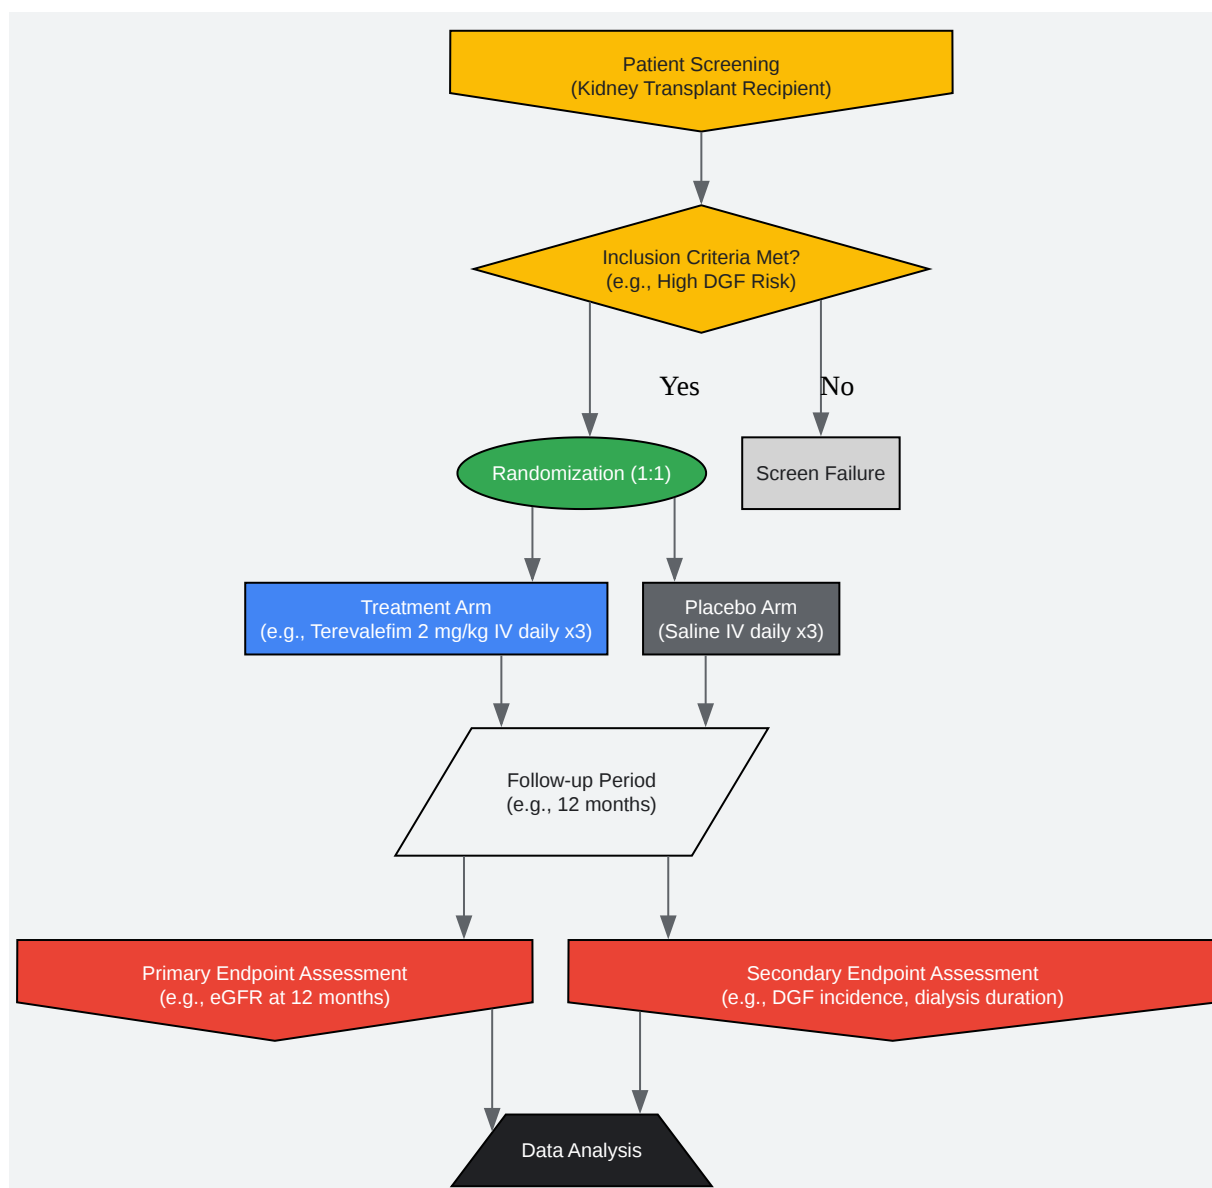 Patient Screening
(Kidney Transplant Recipient)
Inclusion Criteria Met?
(e.g., High DGF Risk)
Yes
No
Randomization (1:1)
Screen Failure
Treatment Arm
(e.g., Terevalefim 2 mg/kg IV daily x3)
Placebo Arm
(Saline IV daily x3)
Follow-up Period
(e.g., 12 months)
Primary Endpoint Assessment
(e.g., eGFR at 12 months)
Secondary Endpoint Assessment
(e.g., DGF incidence, dialysis duration)
Data Analysis